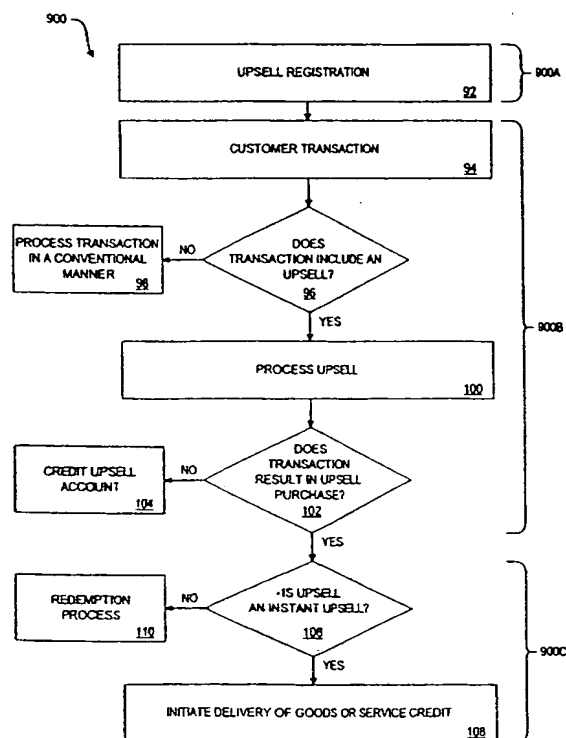 900
UPSELL REGISTRATION
92
900A
CUSTOMER TRANSACTION
94
DOES
TRANSACTION INCLUDE AN
UPSELL?
96
NO
PROCESS TRANSACTION
IN A CONVENTIONAL
MANNER
98
YES
900B
PROCESS UPSELL
100
DOES
TRANSACTION
RESULT IN UPSELL
PURCHASE?
102
NO
CREDIT UPSELL
ACCOUNT
104
YES
IS UPSELL
AN INSTANT UPSELL?
106
NO
REDEMPTION
PROCESS
110
YES
900C
INITIATE DELIVERY OF GOODS OR SERVICE CREDIT
108